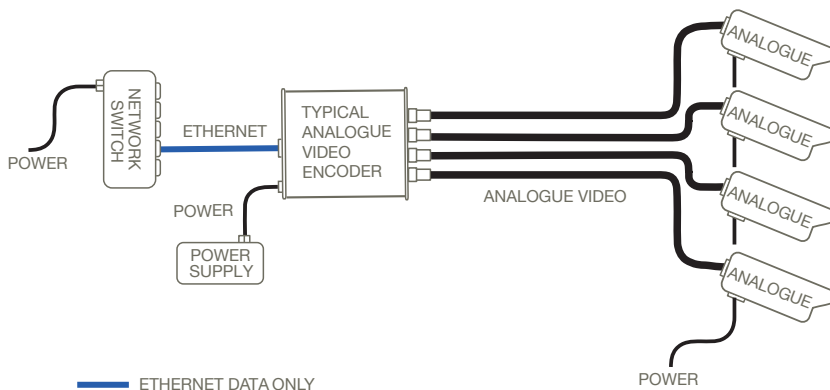 ANALOGUE
ANALOGUE
ANALOGUE
ANALOGUE
NETWORK
SWITCH
ETHERNET
TYPICAL
ANALOGUE
VIDEO
ENCODER
POWER
POWER
ANALOGUE VIDEO
POWER
SUPPLY
POWER
ETHERNET DATA ONLY